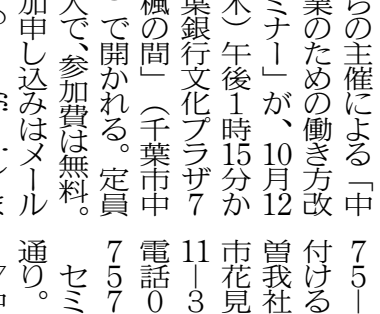 らの主催による「中
業のための働き方改
ミナー」が、10月12
木）午後1時15分か
葉銀行文化プラザ7
楓の間」（千葉市中
で開かれる。定員
人で、参加費は無料。
加申し込みはメール
75―
付ける
曽我社
市花見
11―3
電話0
757
セミ
通り。